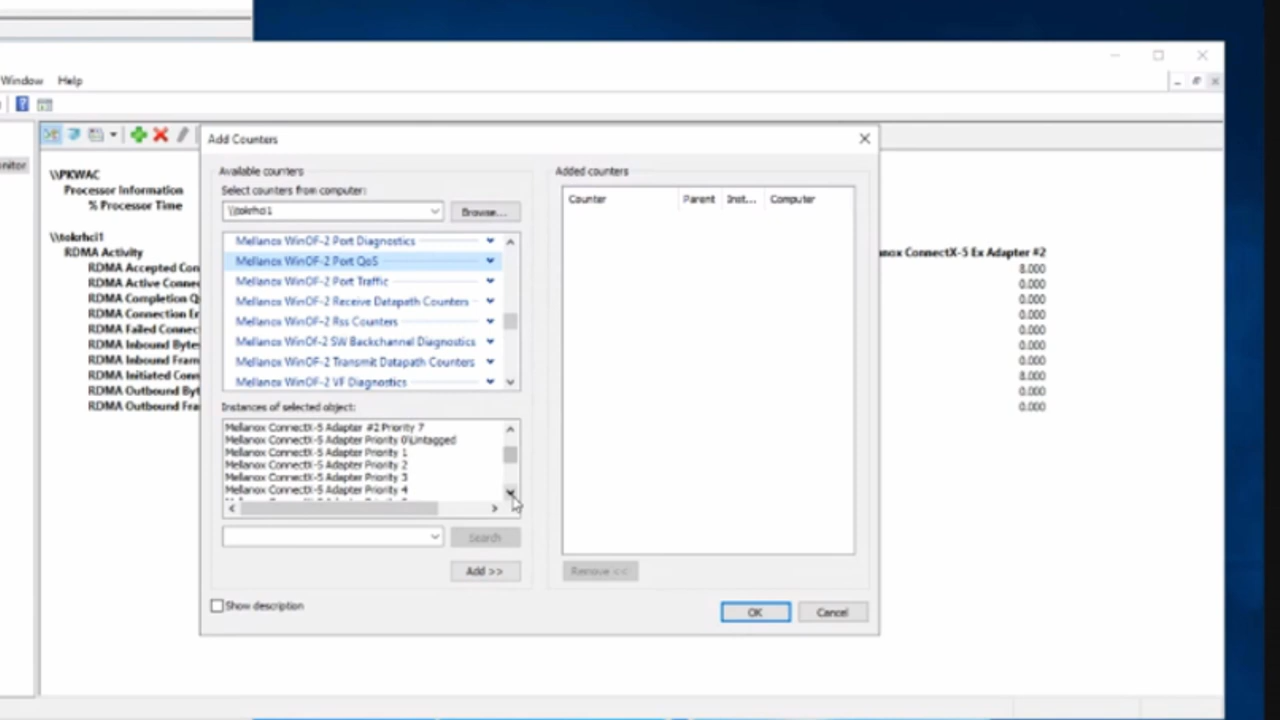 Window Help
nitor
\\PKWAC
Processor Information
% Processor Time
\\tokrhci1
RDMA Activity
RDMA Accepted Con
RDMA Active Connec
RDMA Completion Q
RDMA Connection Er
RDMA Failed Connec
RDMA Inbound Bytes
RDMA Inbound Fram
RDMA Initiated Conn
RDMA Outbound Byt
RDMA Outbound Fra
Add Counters
Available counters
Select counters from computer:
\\tokrhci1
Browse...
Mellanox WinOF-2 Port Diagnostics
Mellanox WinOF-2 Port QoS
Mellanox WinOF-2 Port Traffic
Mellanox WinOF-2 Receive Datapath Counters
Mellanox WinOF-2 Rss Counters
Mellanox WinOF-2 SW Backchannel Diagnostics
Mellanox WinOF-2 Transmit Datapath Counters
Mellanox WinOF-2 VF Diagnostics
Instances of selected object:
Mellanox ConnectX-5 Adapter #2 Priority 7
Mellanox ConnectX-5 Adapter Priority 0\Untagged
Mellanox ConnectX-5 Adapter Priority 1
Mellanox ConnectX-5 Adapter Priority 2
Mellanox ConnectX-5 Adapter Priority 3
Mellanox ConnectX-5 Adapter Priority 4
Search
Add >>
Show description
Added counters
Counter Parent Inst... Computer
Remove <<
OK Cancel
nox ConnectX-5 Ex Adapter #2
8.000
0.000
0.000
0.000
0.000
0.000
0.000
8.000
0.000
0.000